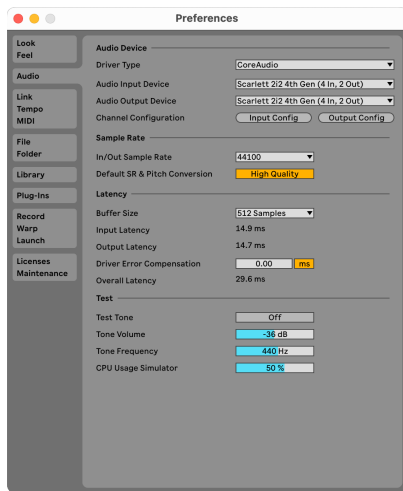 Preferences
Look
Feel
Audio
Link
Tempo
MIDI
File
Folder
Library
Plug-Ins
Record
Warp
Launch
Licenses
Maintenance
Audio Device
Driver Type CoreAudio
Audio Input Device Scarlett 2i2 4th Gen (4 In, 2 Out)
Audio Output Device Scarlett 2i2 4th Gen (4 In, 2 Out)
Channel Configuration Input Config Output Config
Sample Rate
In/Out Sample Rate 44100
Default SR & Pitch Conversion High Quality
Latency
Buffer Size 512 Samples
Input Latency 14.9 ms
Output Latency 14.7 ms
Driver Error Compensation 0.00 ms
Overall Latency 29.6 ms
Test
Test Tone Off
Tone Volume -36 dB
Tone Frequency 440 Hz
CPU Usage Simulator 50 %